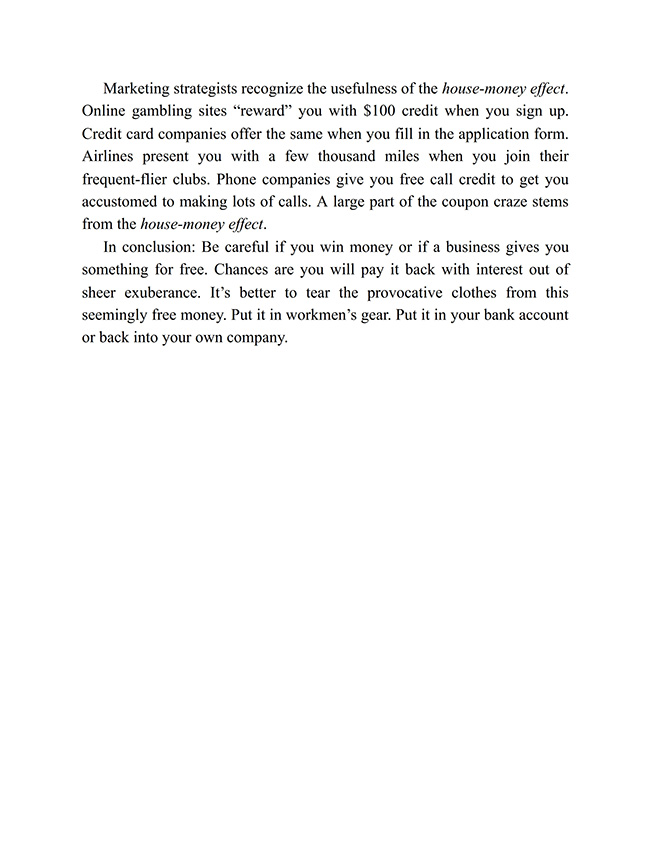 Marketing strategists recognize the usefulness of the house-money effect.
Online gambling sites “reward” you with $100 credit when you sign up.
Credit card companies offer the same when you fill in the application form.
Airlines present you with a few thousand miles when you join their
frequent-flier clubs. Phone companies give you free call credit to get you
accustomed to making lots of calls. A large part of the coupon craze stems
from the house-money effect.
In conclusion: Be careful if you win money or if a business gives you
something for free. Chances are you will pay it back with interest out of
sheer exuberance. It’s better to tear the provocative clothes from this
seemingly free money. Put it in workmen’s gear. Put it in your bank account
or back into your own company.